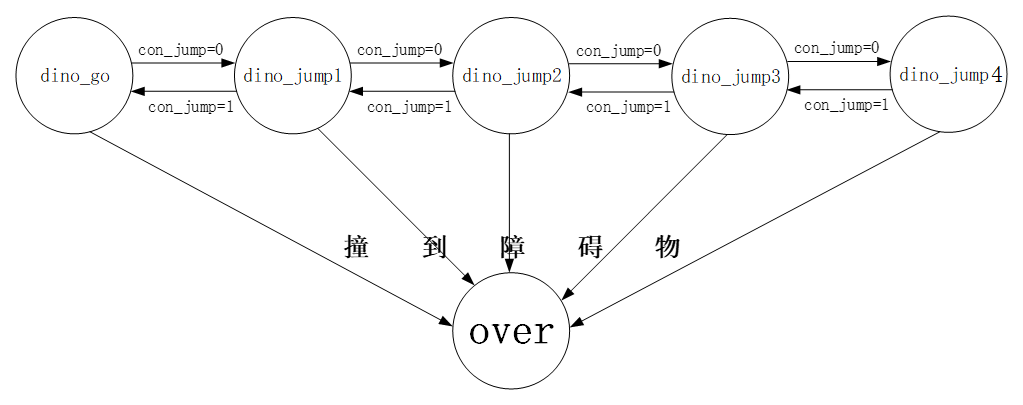 con_jump=0 con_jump=0 con_jump=0 con_jump=0
dino_go dino_jump1 dino_jump2 dino_jump3 dino_jump4
con_jump=1 con_jump=1 con_jump=1 con_jump=1
撞到障碍物
over